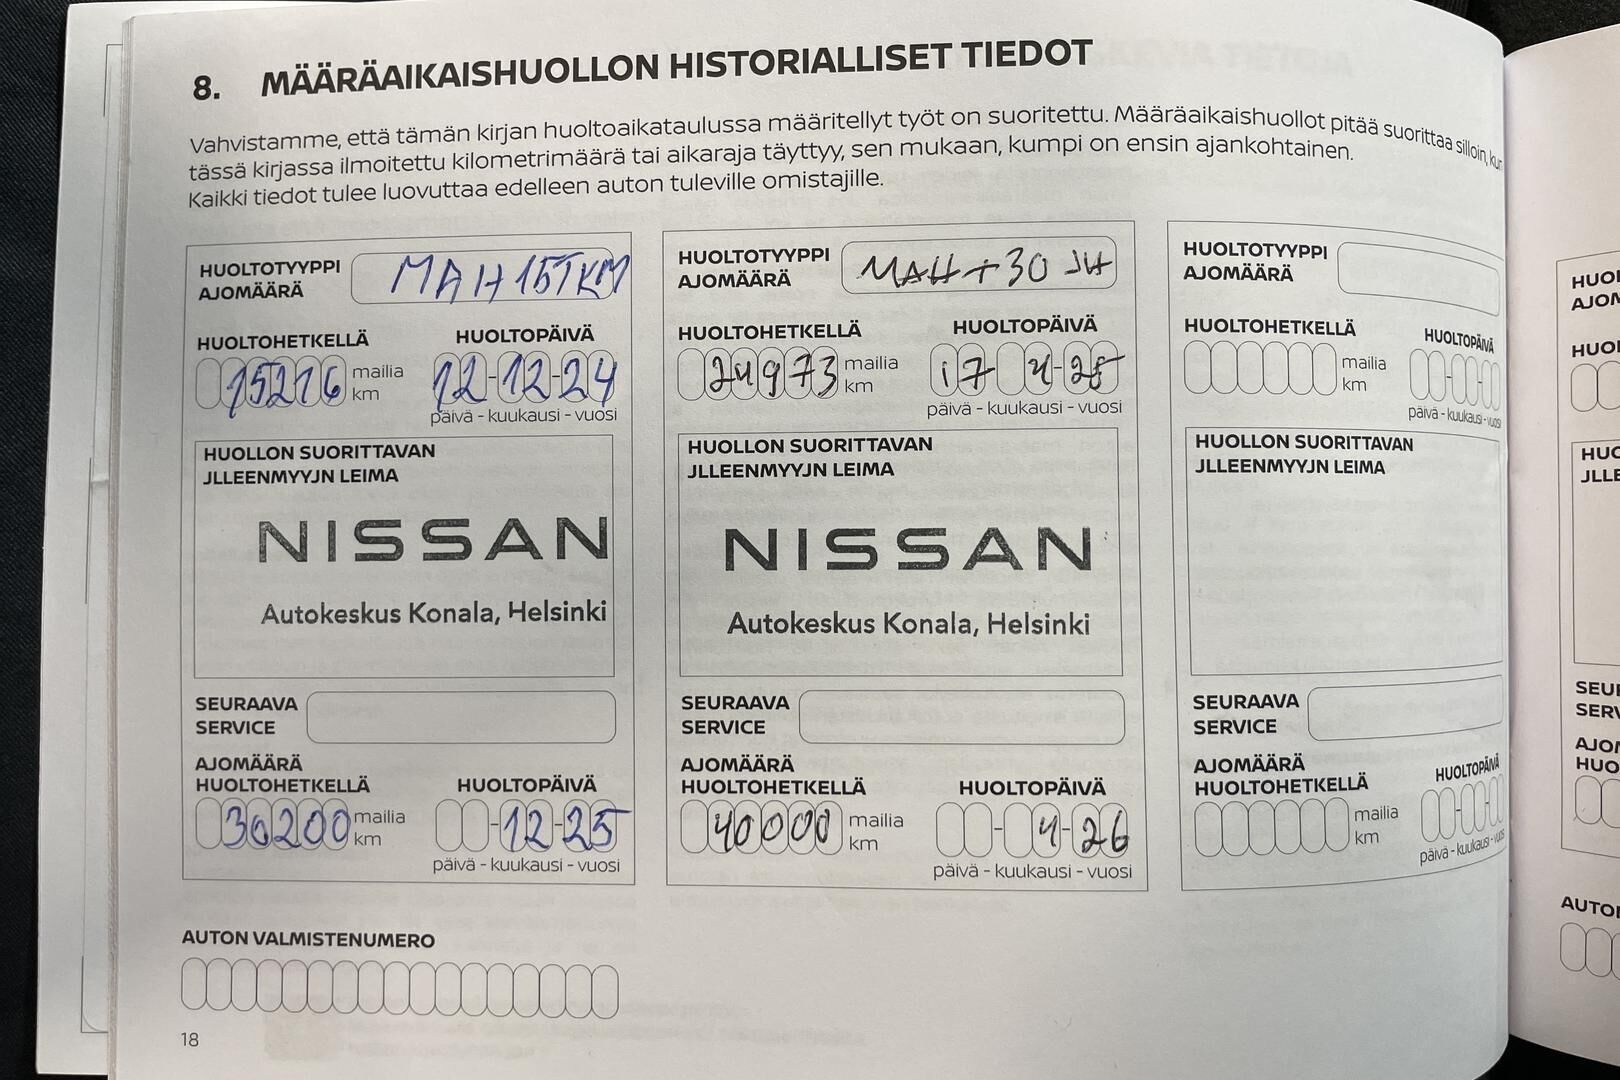 8. MÄÄRÄAIKAISHUOLLON HISTORIALLISET TIEDOT
Vahvistamme, että tämän kirjan huoltoaikataulussa määritellyt työt on suoritettu. Määräaikaishuollot pitää suorittaa silloin, kun
tässä kirjassa ilmoitettu kilometrimäärä tai aikaraja täyttyy, sen mukaan, kumpi on ensin ajankohtainen.
Kaikki tiedot tulee luovuttaa edelleen auton tuleville omistajille.
HUOLTOTYYPPI
AJOMÄÄRÄ
MAH 15TKM
HUOLTOHETKELLÄ
HUOLTOPÄIVÄ
15216
mailia
km
12-12-24
päivä - kuukausi - vuosi
HUOLLON SUORITTAVAN
JLLEENMYYJN LEIMA
NISSAN
Autokeskus Konala, Helsinki
SEURAAVA
SERVICE
AJOMÄÄRÄ
HUOLTOHETKELLÄ
HUOLTOPÄIVÄ
30200
mailia
km
-12-25
päivä - kuukausi - vuosi
HUOLTOTYYPPI
AJOMÄÄRÄ
MAH + 30 JH
HUOLTOHETKELLÄ
HUOLTOPÄIVÄ
24973
mailia
km
17 4-25
päivä - kuukausi - vuosi
HUOLLON SUORITTAVAN
JLLEENMYYJN LEIMA
NISSAN
Autokeskus Konala, Helsinki
SEURAAVA
SERVICE
AJOMÄÄRÄ
HUOLTOHETKELLÄ
HUOLTOPÄIVÄ
40000
mailia
km
- 4-26
päivä - kuukausi - vuosi
HUOLTOTYYPPI
AJOMÄÄRÄ
HUOLTOHETKELLÄ
HUOLTOPÄIVÄ
mailia
km
päivä - kuukausi - vuosi
HUOLLON SUORITTAVAN
JLLEENMYYJN LEIMA
SEURAAVA
SERVICE
AJOMÄÄRÄ
HUOLTOHETKELLÄ
HUOLTOPÄIVÄ
mailia
km
päivä - kuukausi - vuosi
AUTON VALMISTENUMERO
18